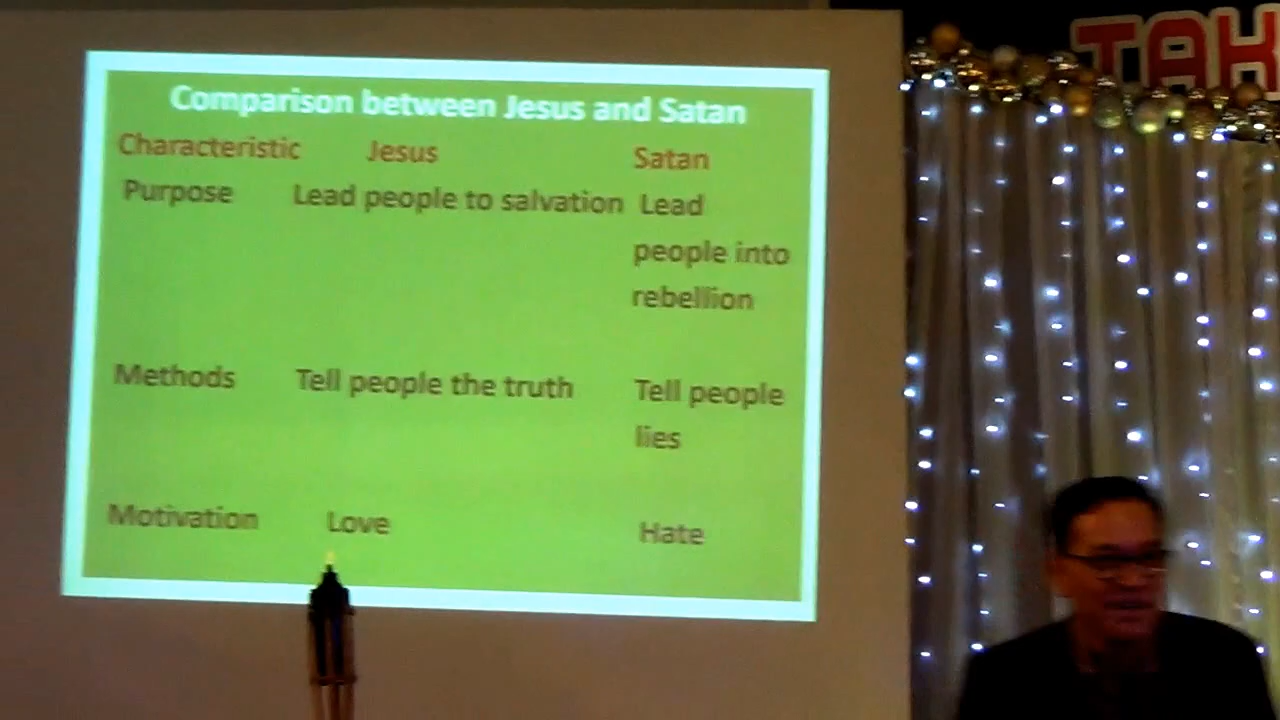 Comparison between Jesus and Satan
Characteristic Jesus Satan
Purpose Lead people to salvation Lead
people into
rebellion
Methods Tell people the truth Tell people
lies
Motivation Love Hate
TAK